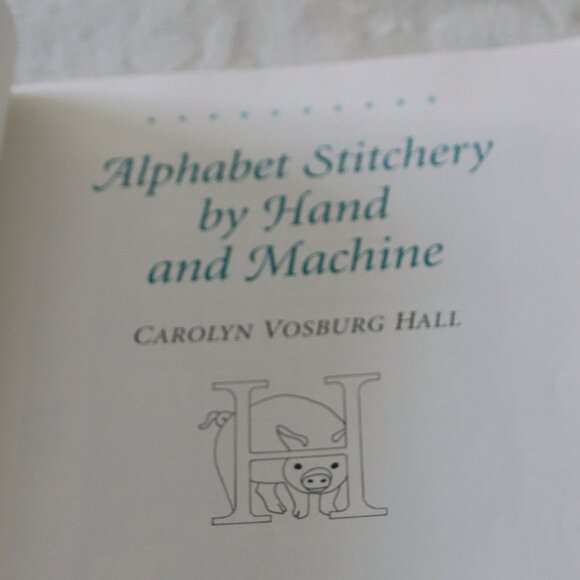 Alphabet Stitchery
by Hand
and Machine
CAROLYN VOSBURG HALL
H